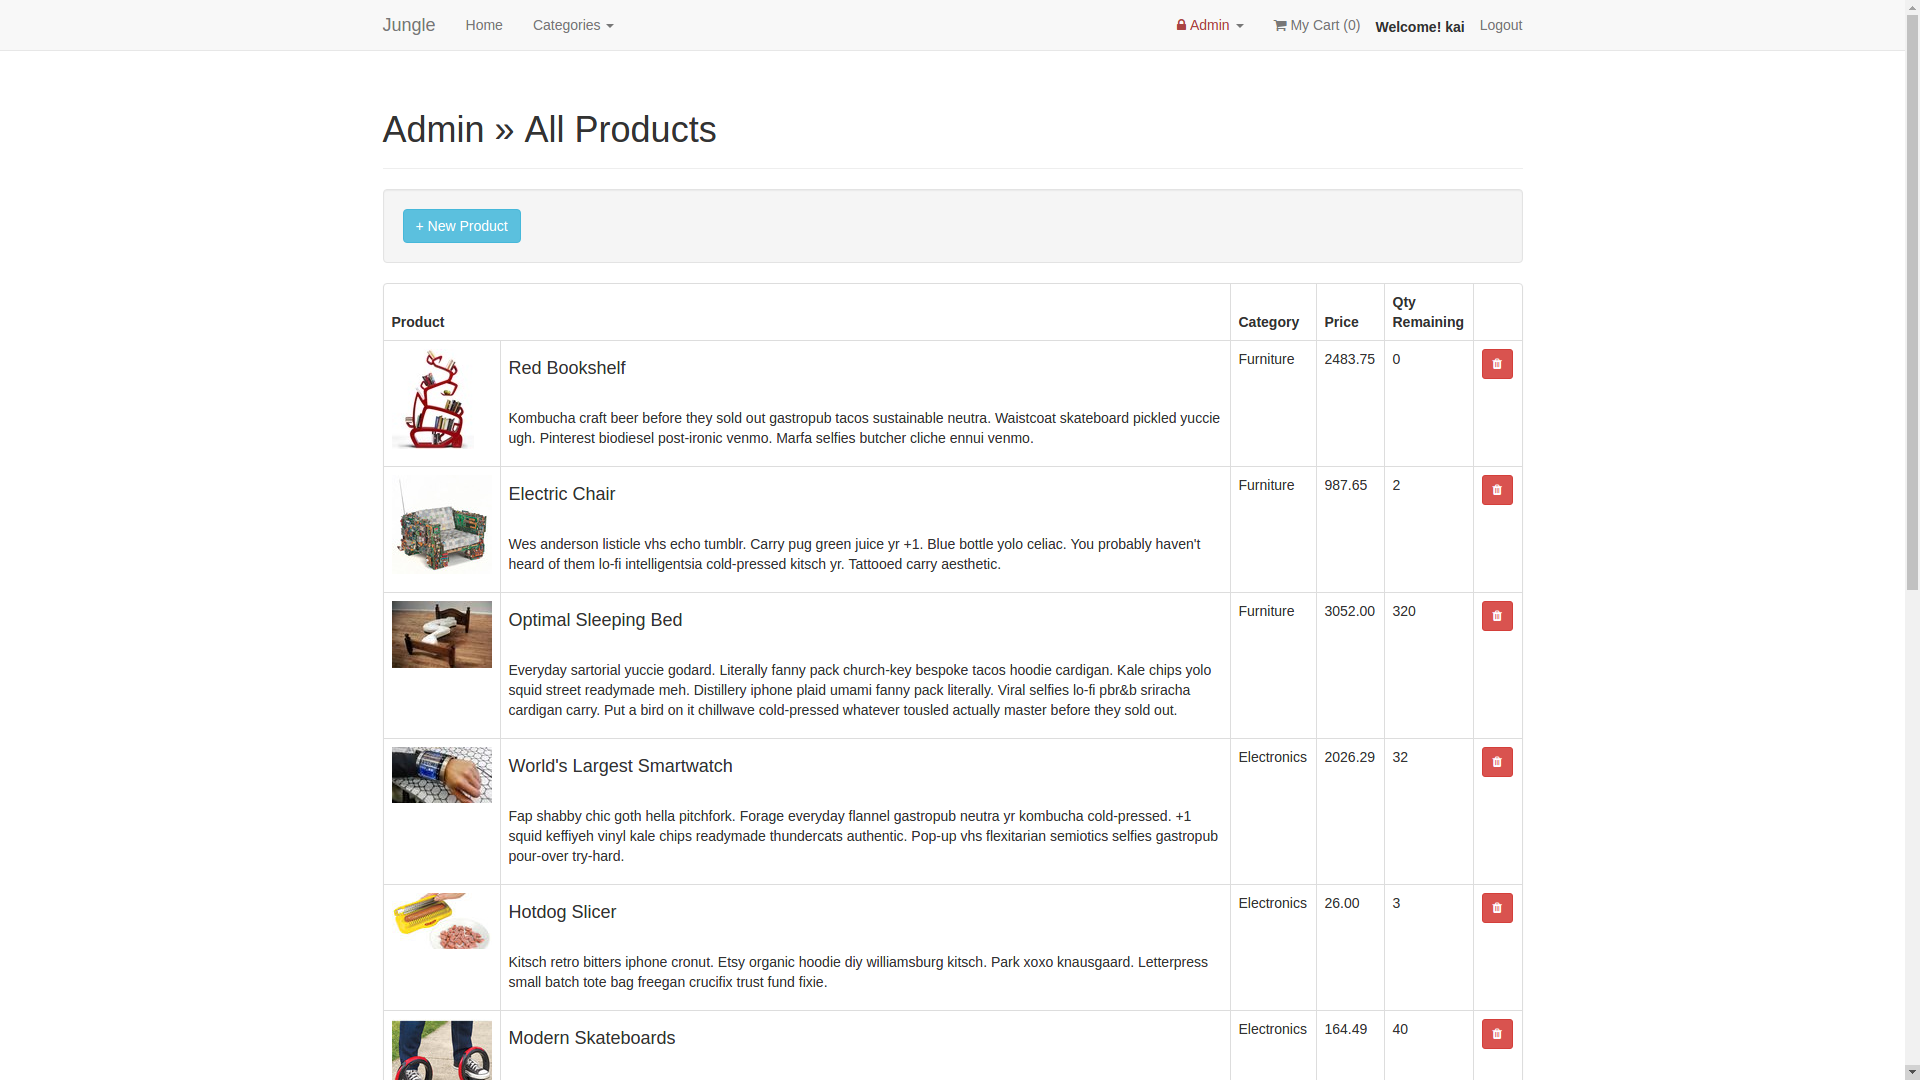 Jungle Home Categories Admin My Cart (0) Welcome! kai Logout
Admin » All Products
+ New Product
Product Category Price Qty Remaining
Red Bookshelf Furniture 2483.75 0
Kombucha craft beer before they sold out gastropub tacos sustainable neutra. Waistcoat skateboard pickled yuccie
ugh. Pinterest biodiesel post-ironic venmo. Marfa selfies butcher cliche ennui venmo.
Electric Chair Furniture 987.65 2
Wes anderson listicle vhs echo tumblr. Carry pug green juice yr +1. Blue bottle yolo celiac. You probably haven't
heard of them lo-fi intelligentsia cold-pressed kitsch yr. Tattooed carry aesthetic.
Optimal Sleeping Bed Furniture 3052.00 320
Everyday sartorial yuccie godard. Literally fanny pack church-key bespoke tacos hoodie cardigan. Kale chips yolo
squid street readymade meh. Distillery iphone plaid umami fanny pack literally. Viral selfies lo-fi pbr&b sriracha
cardigan carry. Put a bird on it chillwave cold-pressed whatever tousled actually master before they sold out.
World's Largest Smartwatch Electronics 2026.29 32
Fap shabby chic goth hella pitchfork. Forage everyday flannel gastropub neutra yr kombucha cold-pressed. +1
squid keffiyeh vinyl kale chips readymade thundercats authentic. Pop-up vhs flexitarian semiotics selfies gastropub
pour-over try-hard.
Hotdog Slicer Electronics 26.00 3
Kitsch retro bitters iphone cronut. Etsy organic hoodie diy williamsburg kitsch. Park xoxo knausgaard. Letterpress
small batch tote bag freegan crucifix trust fund fixie.
Modern Skateboards Electronics 164.49 40